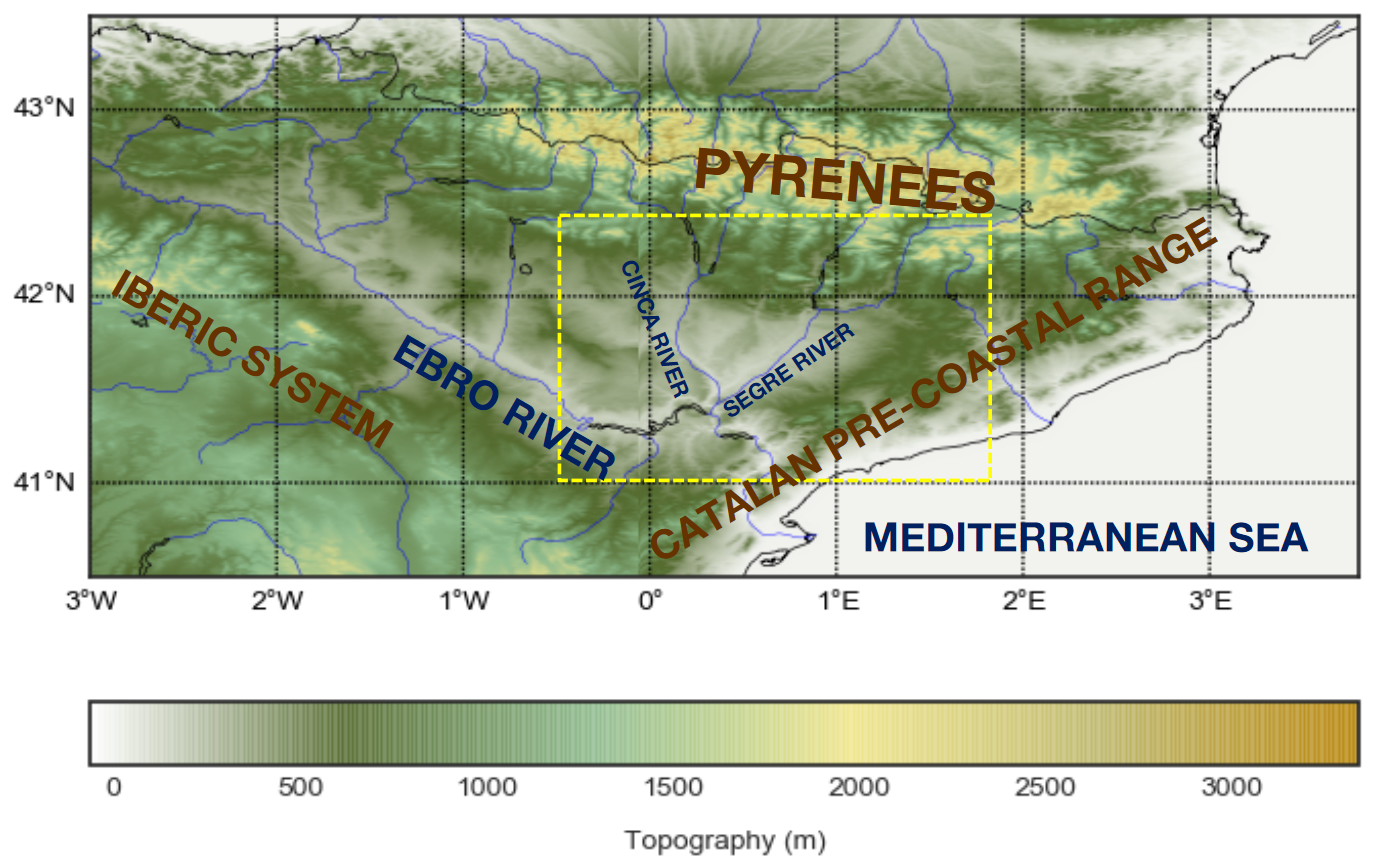 43°N
PYRENEES
42°N
IBERIC SYSTEM
EBRO RIVER
CINCA RIVER
SEGRE RIVER
CATALAN PRE-COASTAL RANGE
41°N
MEDITERRANEAN SEA
3°W 2°W 1°W 0° 1°E 2°E 3°E
0 500 1000 1500 2000 2500 3000
Topography (m)